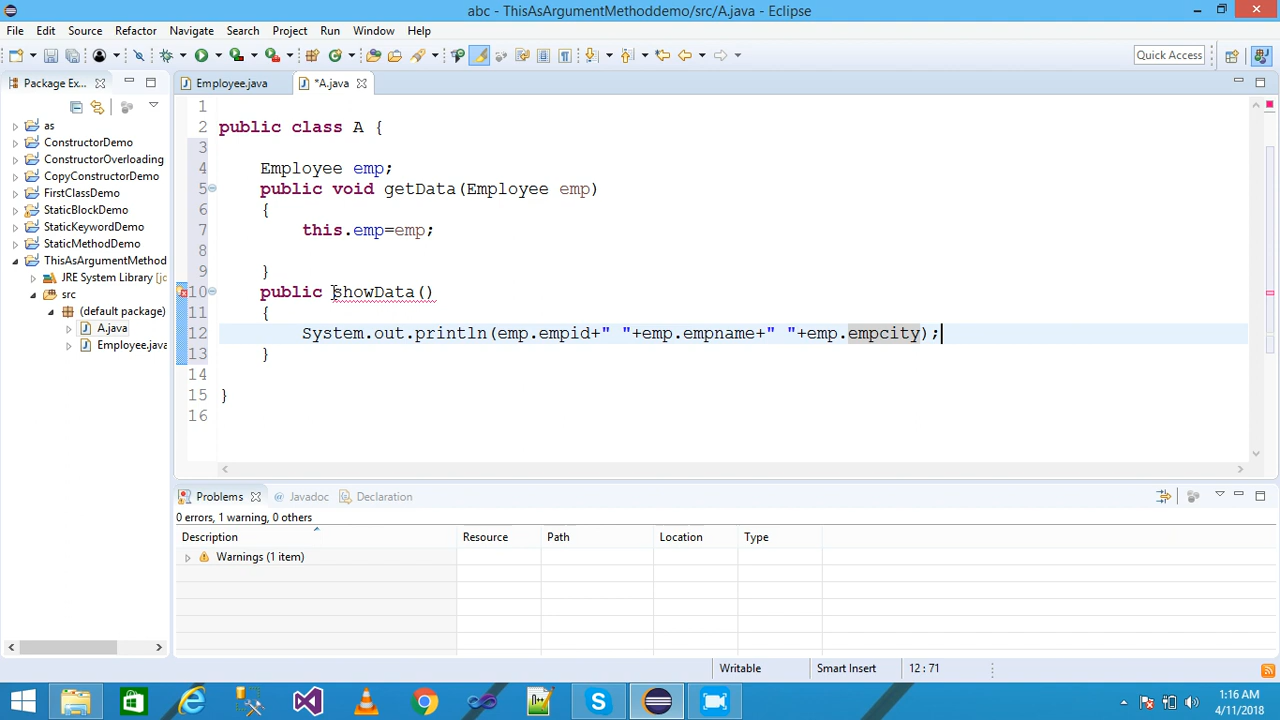 abc - ThisAsArgumentMethoddemo/src/A.java - Eclipse
File Edit Source Refactor Navigate Search Project Run Window Help
Quick Access
Package Ex...
Employee.java
*A.java
as
ConstructorDemo
ConstructorOverloading
CopyConstructorDemo
FirstClassDemo
StaticBlockDemo
StaticKeywordDemo
StaticMethodDemo
ThisAsArgumentMethod
JRE System Library [jc
src
(default package)
A.java
Employee.java
1
2 public class A {
3
4 Employee emp;
5 public void getData(Employee emp)
6 {
7 this.emp=emp;
8
9 }
10 public showData()
11 {
12 System.out.println(emp.empid+" "+emp.empname+" "+emp.empcity);
13 }
14
15 }
16
Problems @ Javadoc Declaration
0 errors, 1 warning, 0 others
Description Resource Path Location Type
Warnings (1 item)
Writable Smart Insert 12 : 71
1:16 AM
4/11/2018